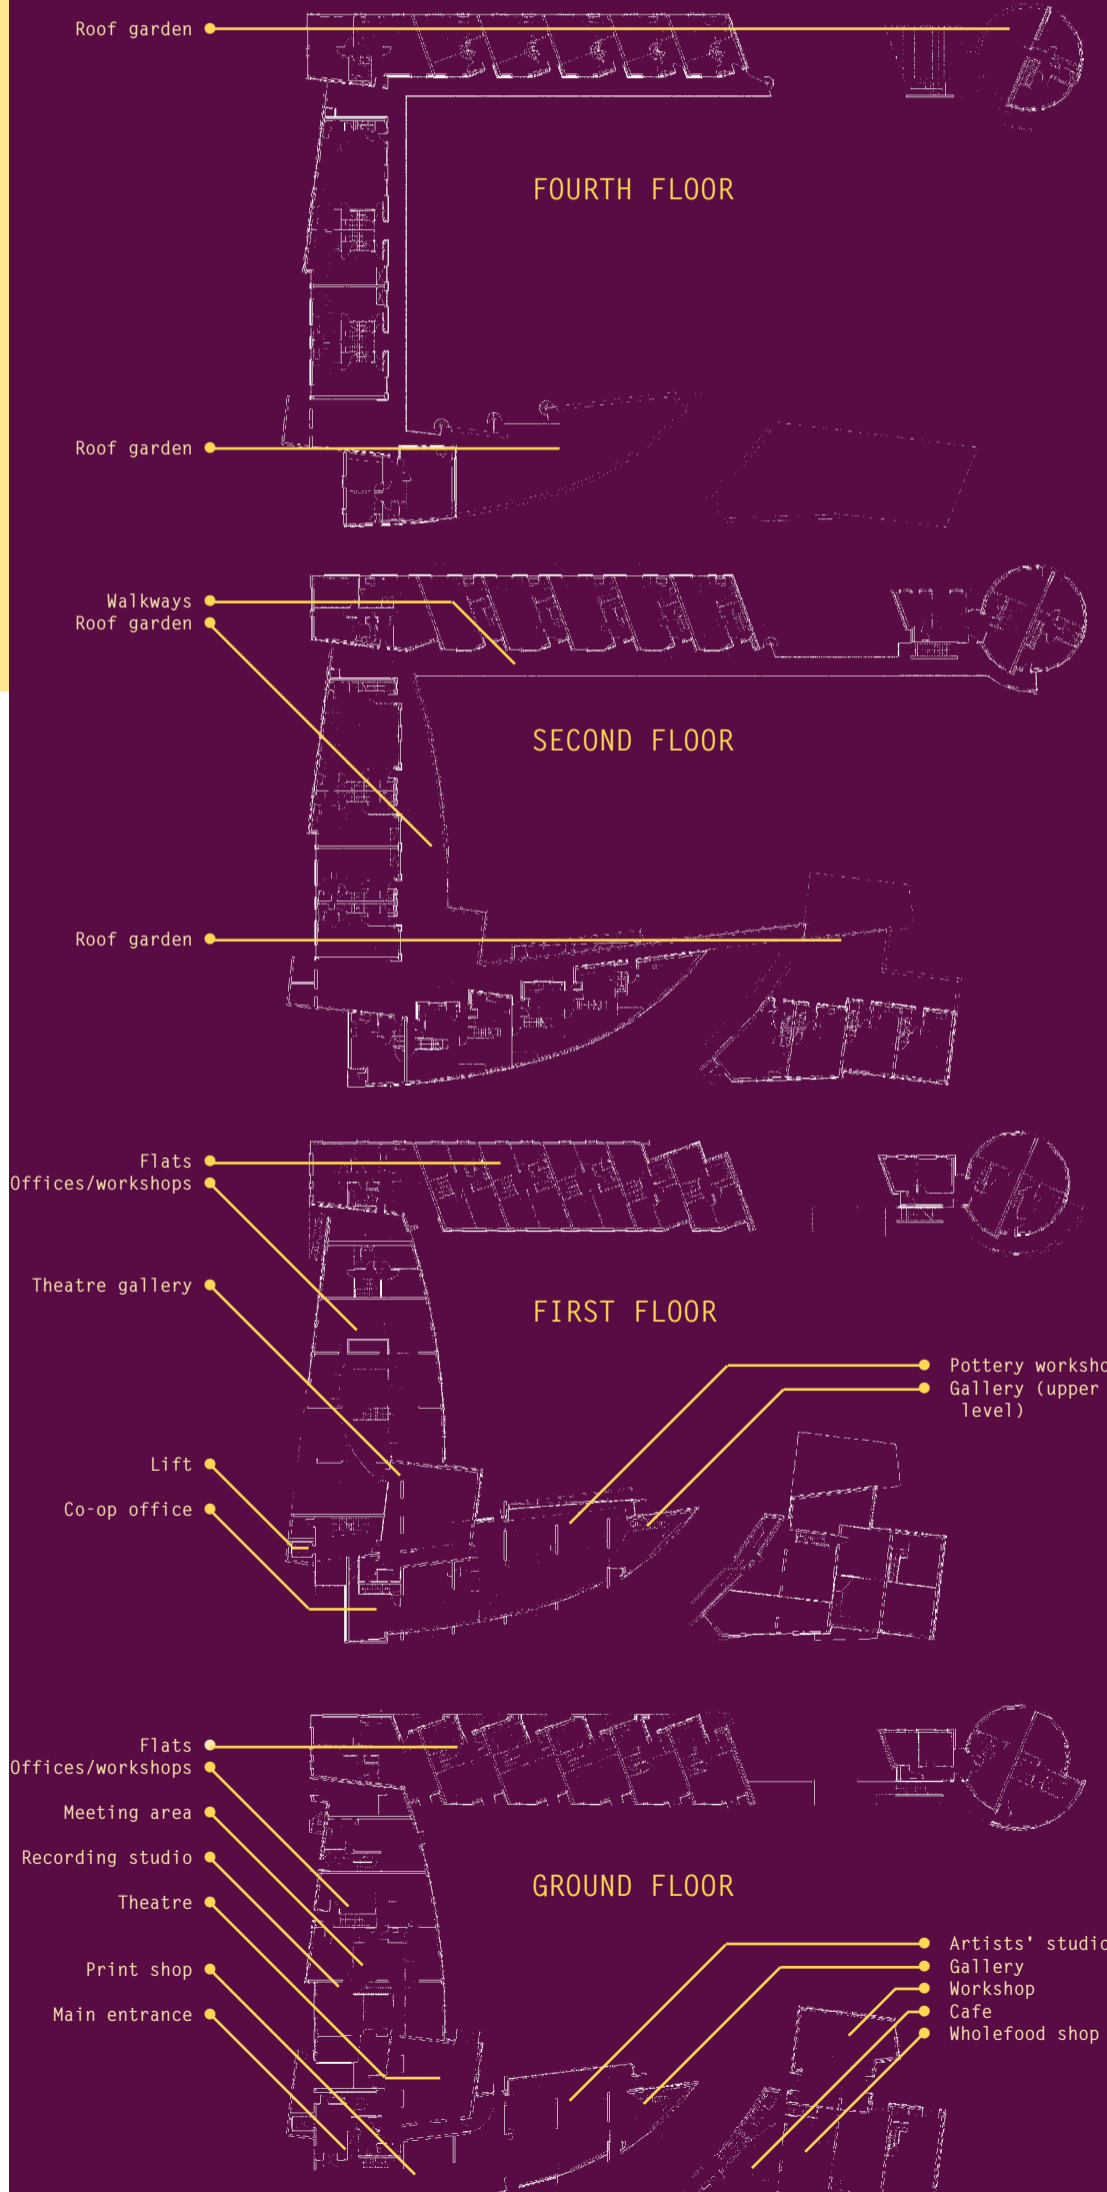 Roof garden
FOURTH FLOOR
Roof garden
Walkways
Roof garden
SECOND FLOOR
Roof garden
Flats
Offices/workshops
Theatre gallery
FIRST FLOOR
Pottery worksho
Gallery (upper
level)
Lift
Co-op office
Flats
Offices/workshops
Meeting area
Recording studio
GROUND FLOOR
Theatre
Print shop
Main entrance
Artists' studio
Gallery
Workshop
Cafe
Wholefood shop